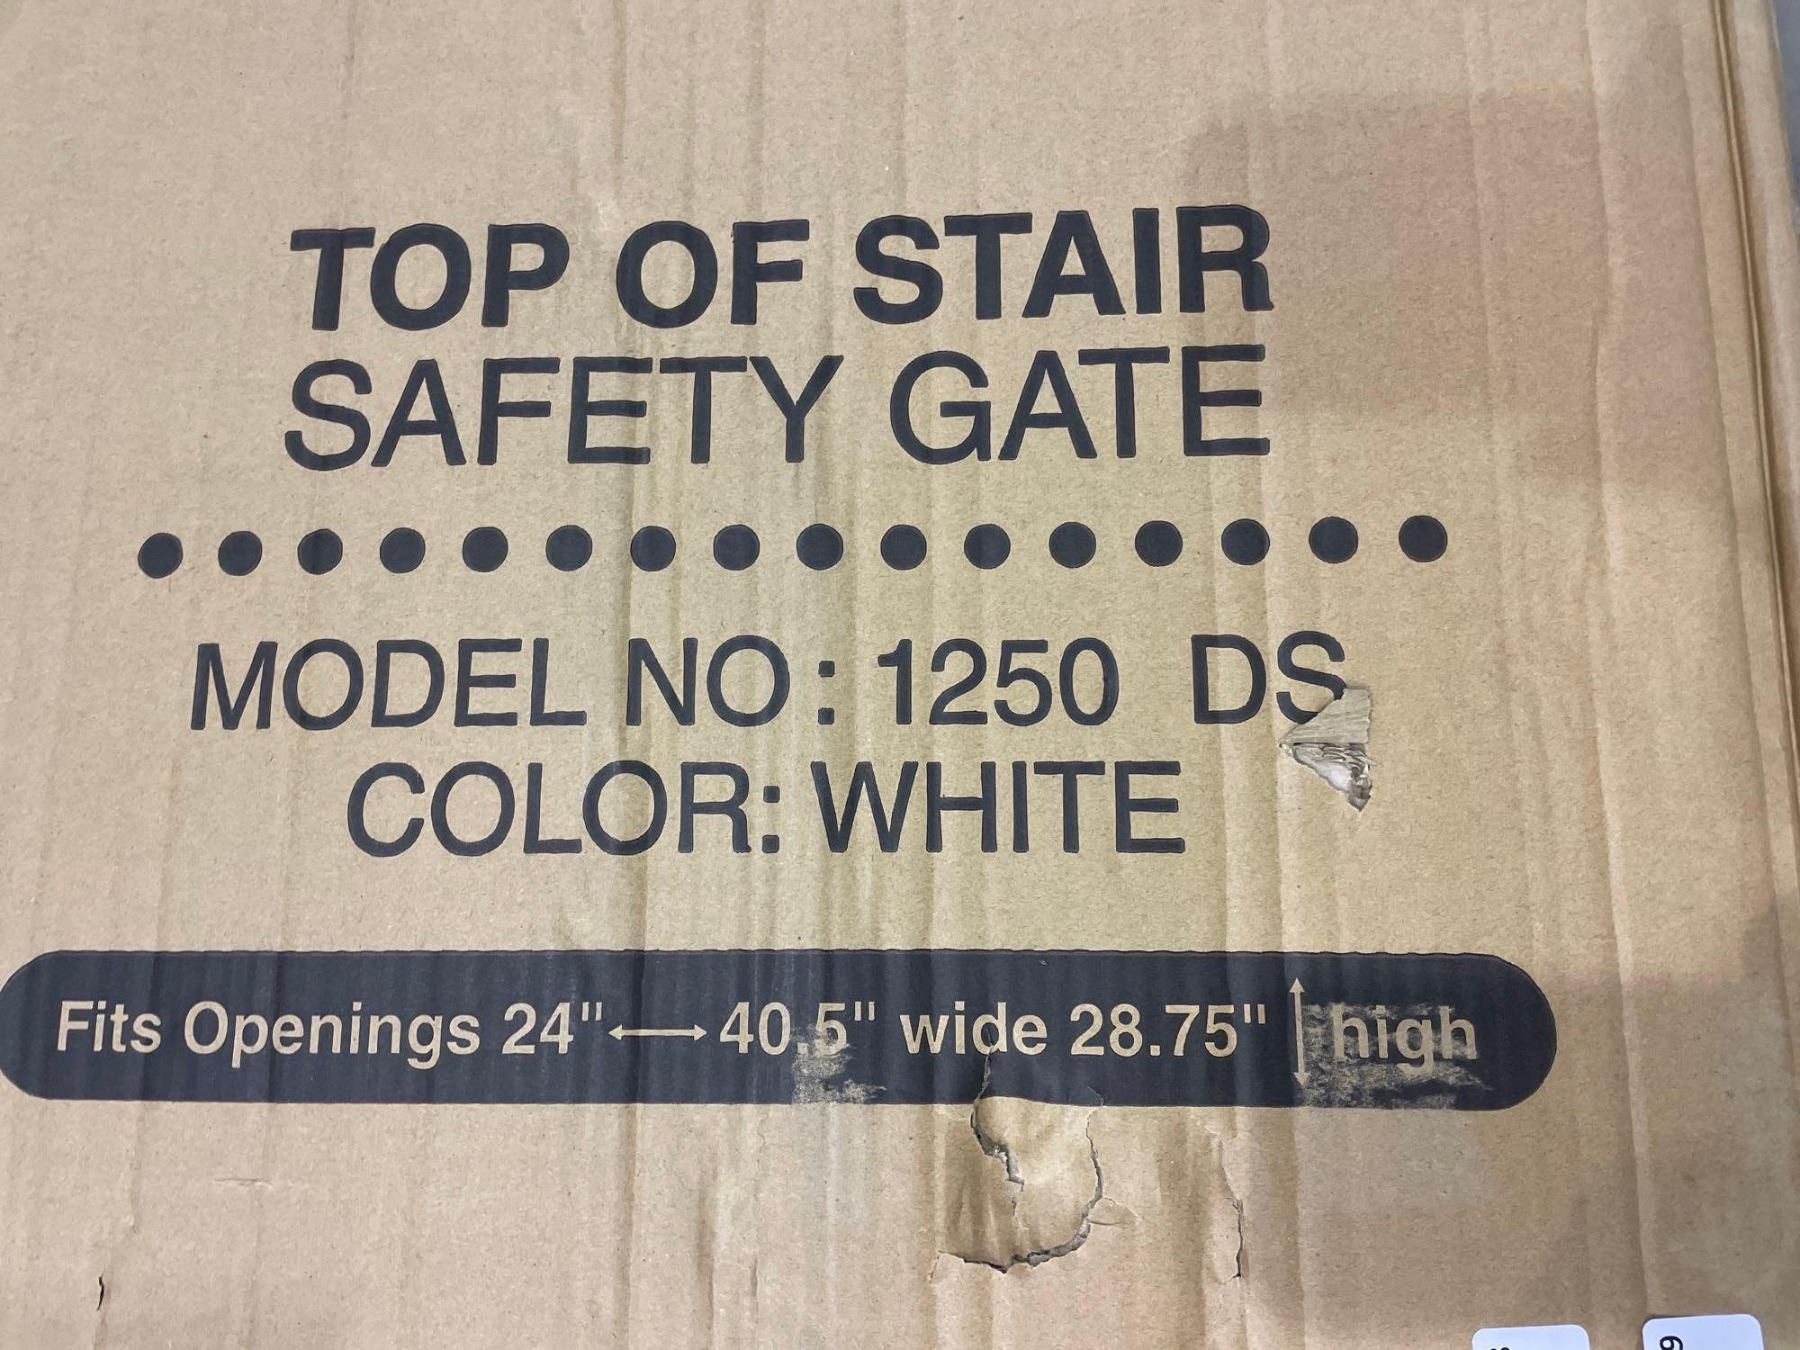 TOP OF STAIR
SAFETY GATE
MODEL NO: 1250 DS
COLOR: WHITE
Fits Openings 24"⟷40.5" wide 28.75" ↕ high